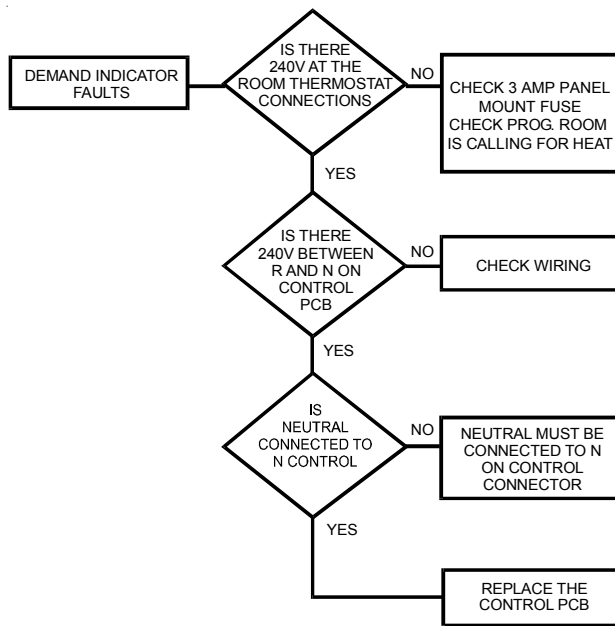 DEMAND INDICATOR
FAULTS
IS THERE
240V AT THE
ROOM THERMOSTAT
CONNECTIONS
NO
CHECK 3 AMP PANEL
MOUNT FUSE
CHECK PROG. ROOM
IS CALLING FOR HEAT
YES
IS THERE
240V BETWEEN
R AND N ON
CONTROL
PCB
NO
CHECK WIRING
YES
IS
NEUTRAL
CONNECTED TO
N CONTROL
NO
NEUTRAL MUST BE
CONNECTED TO N
ON CONTROL
CONNECTOR
YES
REPLACE THE
CONTROL PCB